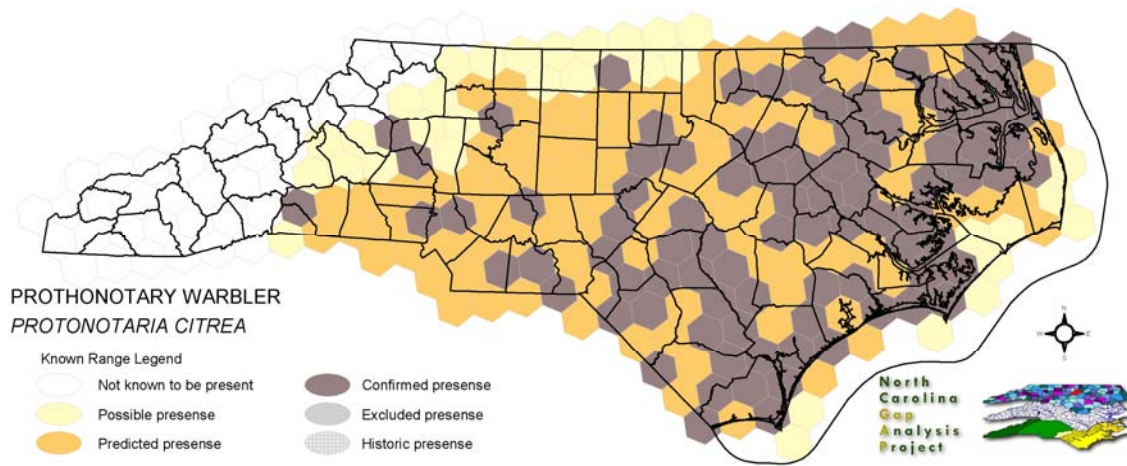 PROTHONOTARY WARBLER
PROTONOTARIA CITREA
Known Range Legend
Not known to be present
Possible presense
Predicted presense
Confirmed presense
Excluded presense
Historic presense
N
W E
S
North
Carolina
Gap
Analysis
Project